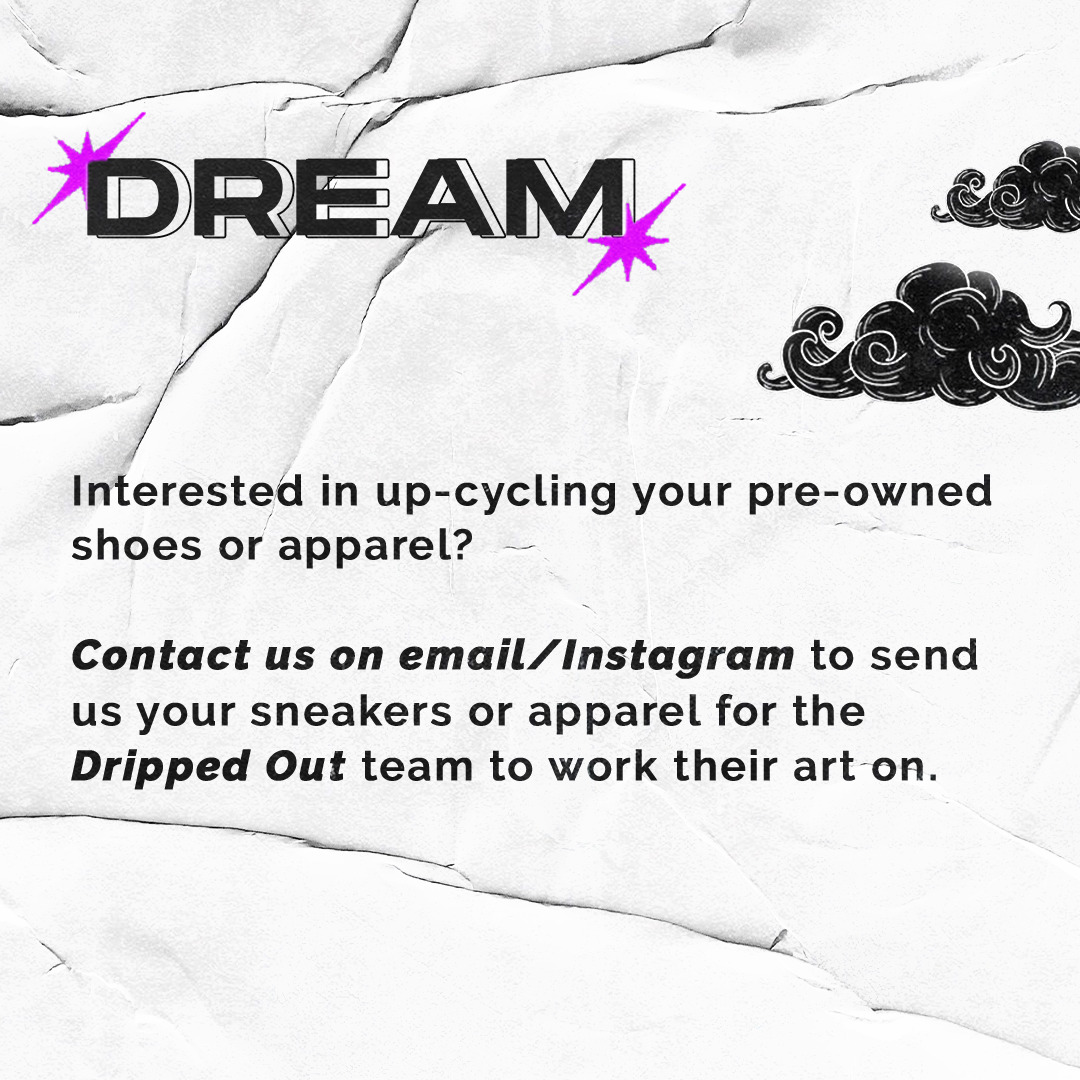 DREAM
Interested in up-cycling your pre-owned
shoes or apparel?
Contact us on email/Instagram to send
us your sneakers or apparel for the
Dripped Out team to work their art on.